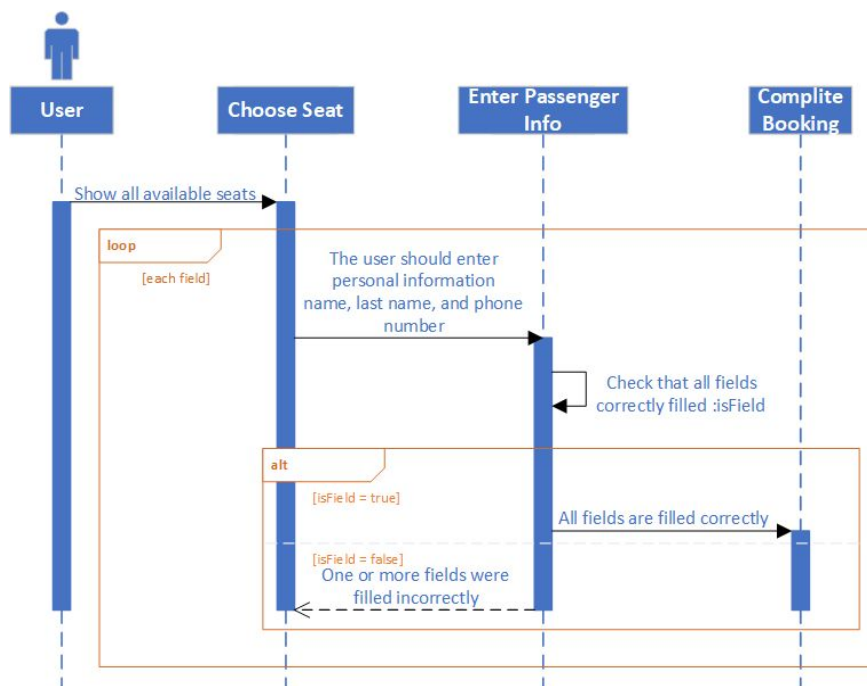 User
Choose Seat
Enter Passenger
Info
Complite
Booking
Show all available seats
loop
[each field]
The user should enter
personal information
name, last name, and phone
number
Check that all fields
correctly filled :isField
alt
[isField = true]
All fields are filled correctly
[isField = false]
One or more fields were
filled incorrectly